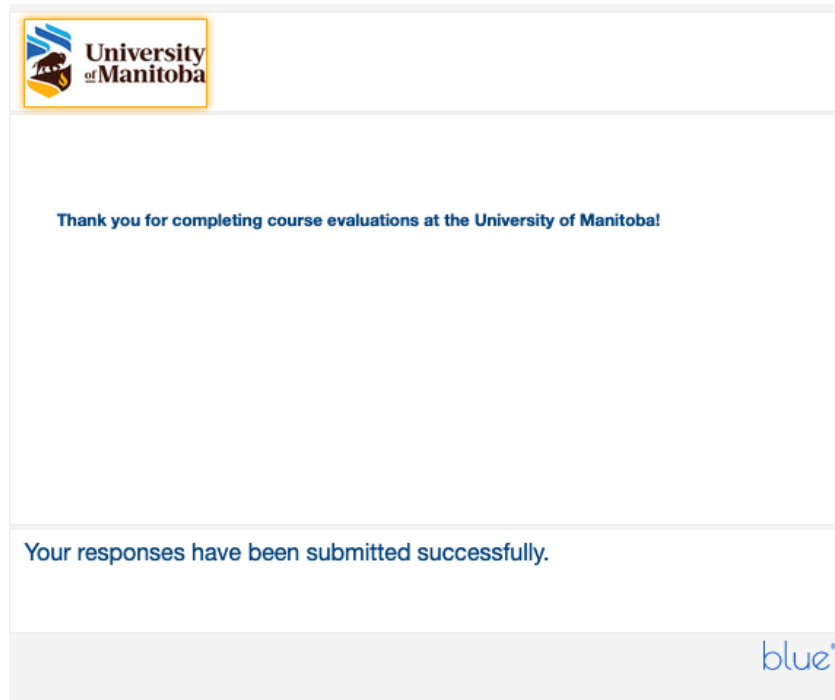 University
of Manitoba
Thank you for completing course evaluations at the University of Manitoba!
Your responses have been submitted successfully.
blue®